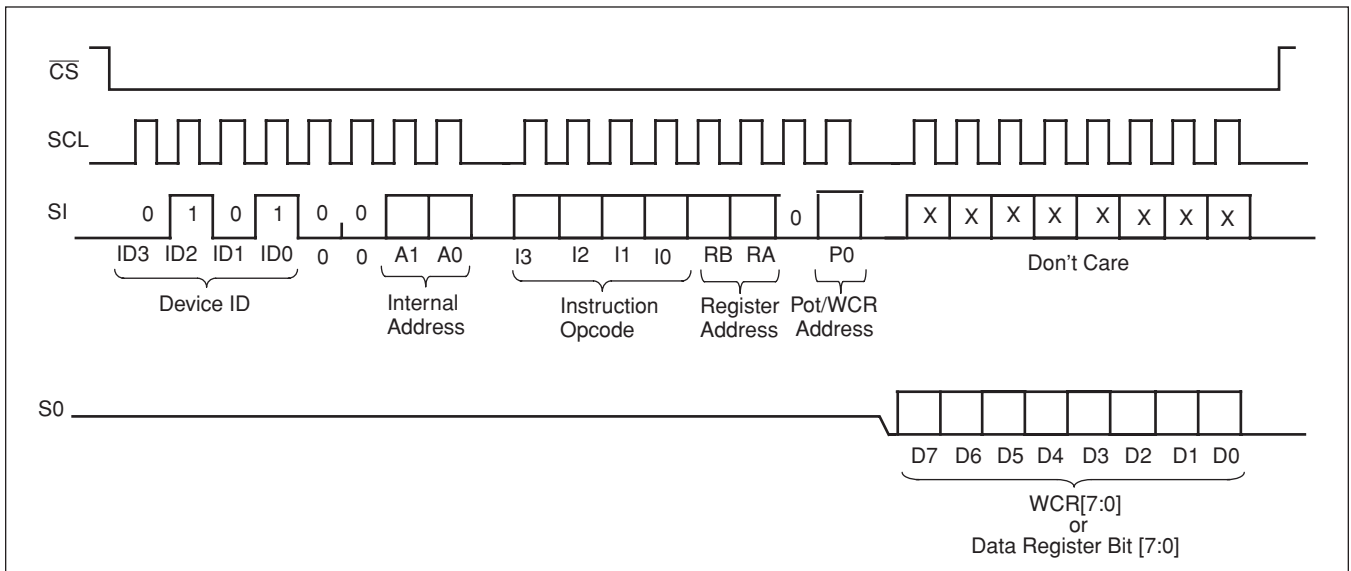 CS
SCL
SI 0 1 0 1 0 0 0 X X X X X X X X
ID3 ID2 ID1 ID0 0 0 A1 A0 I3 I2 I1 I0 RB RA P0 Don't Care
Device ID Internal Address Instruction Opcode Register Address Pot/WCR Address
S0
D7 D6 D5 D4 D3 D2 D1 D0
WCR[7:0]
or
Data Register Bit [7:0]